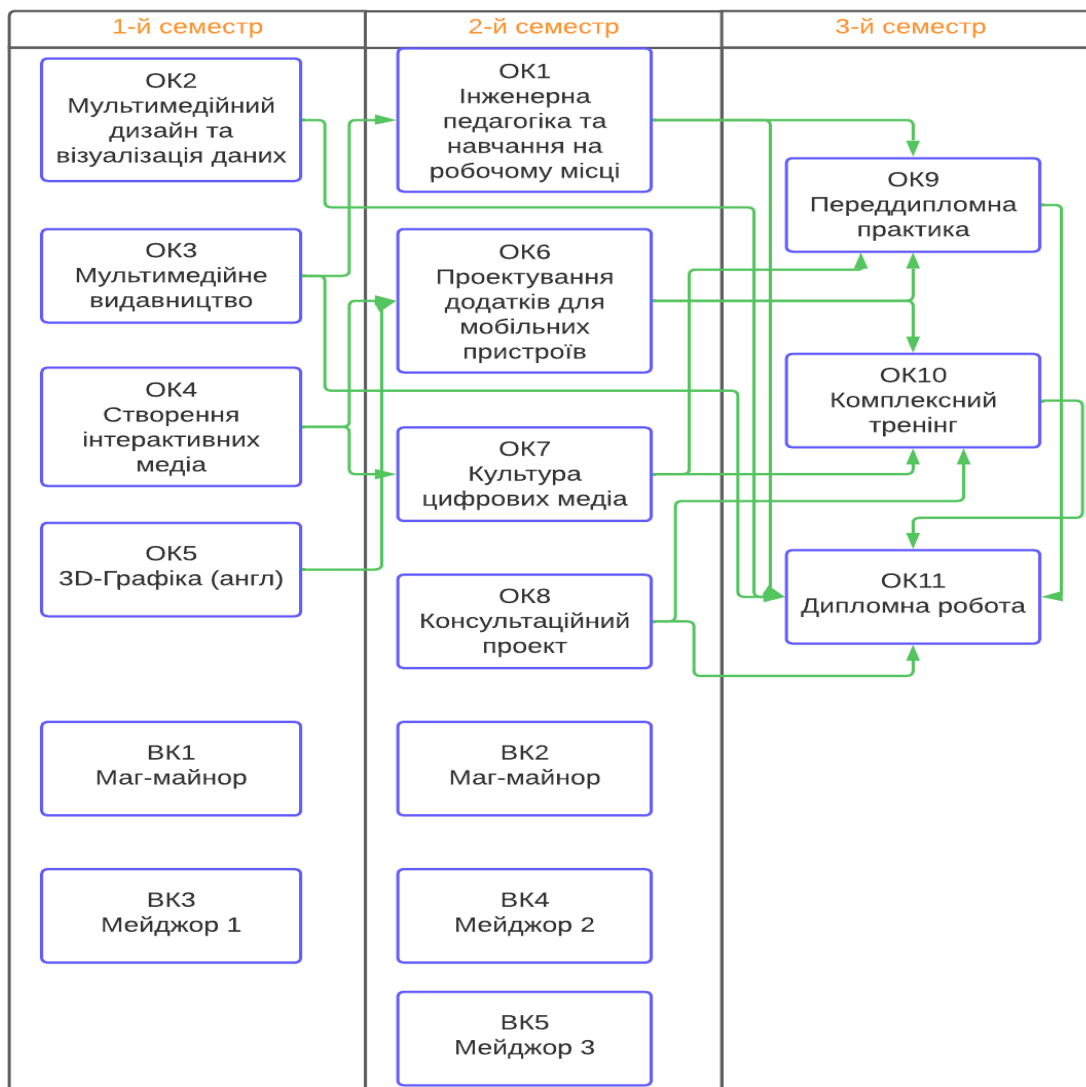 1-й семестр
2-й семестр
3-й семестр
ОК2
Мультимедійний
дизайн та
візуалізація даних
ОК3
Мультимедійне
видавництво
ОК4
Створення
інтерактивних
медіа
ОК5
3D-Графіка (англ)
ВК1
Маг-майнор
ВК3
Мейджор 1
ОК1
Інженерна
педагогіка та
навчання на
робочому місці
ОК6
Проектування
додатків для
мобільних
пристроїв
ОК7
Культура
цифрових медіа
ОК8
Консультаційний
проект
ВК2
Маг-майнор
ВК4
Мейджор 2
ВК5
Мейджор 3
ОК9
Переддипломна
практика
ОК10
Комплексний
тренінг
ОК11
Дипломна робота